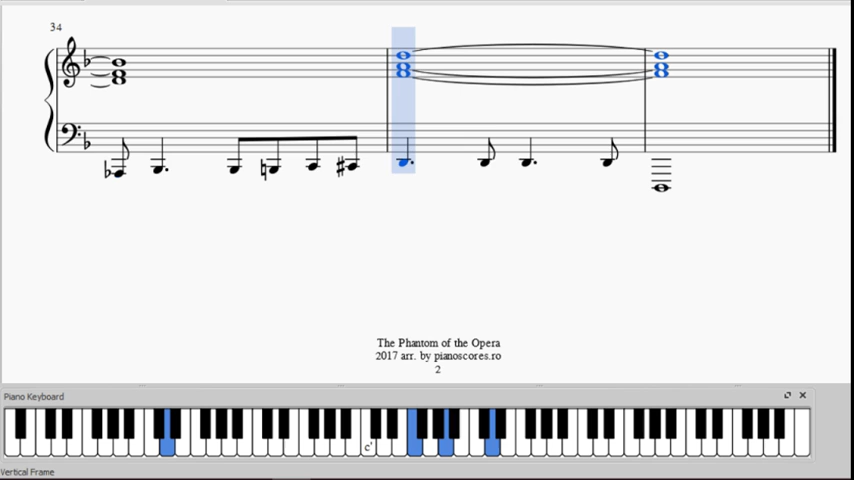 34
The Phantom of the Opera
2017 arr. by pianoscores.ro
2
Piano Keyboard
c'
Vertical Frame